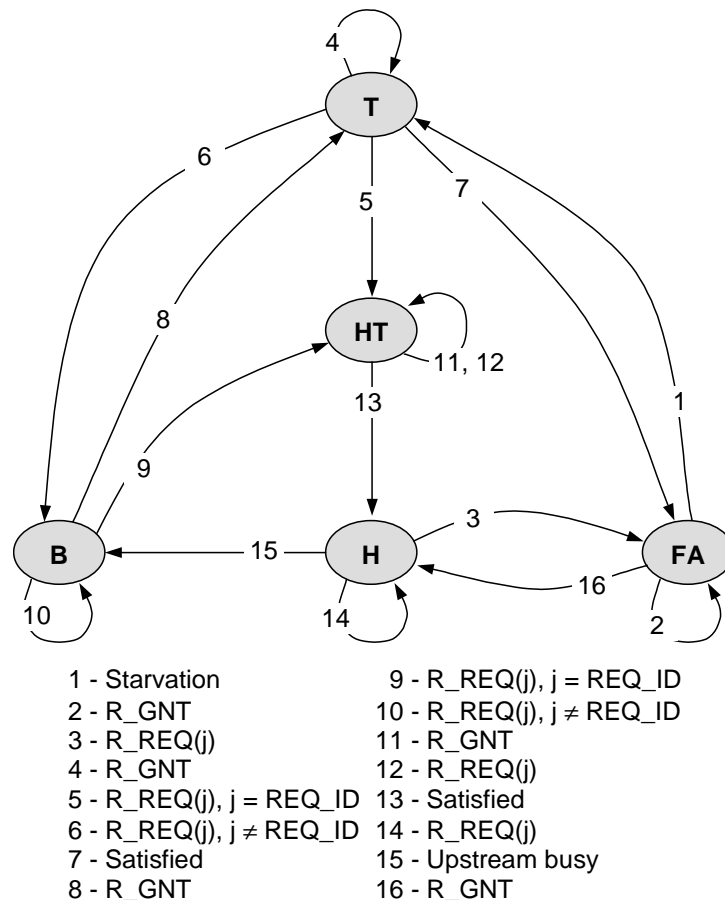 4
T
6
7
5
8
HT
11, 12
1
13
9
3
B
15
H
FA
16
10
14
2
1 - Starvation
2 - R_GNT
3 - R_REQ(j)
4 - R_GNT
5 - R_REQ(j), j = REQ_ID
6 - R_REQ(j), j ≠ REQ_ID
7 - Satisfied
8 - R_GNT
9 - R_REQ(j), j = REQ_ID
10 - R_REQ(j), j ≠ REQ_ID
11 - R_GNT
12 - R_REQ(j)
13 - Satisfied
14 - R_REQ(j)
15 - Upstream busy
16 - R_GNT